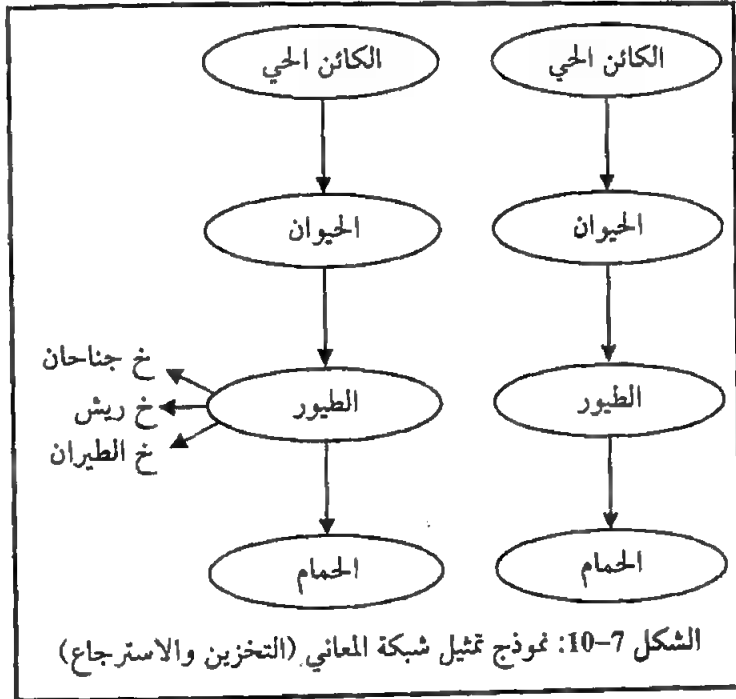 الكائن الحي
الكائن الحي
الحيوان
الحيوان
الطيور
الطيور
خ جناحان
خ ريش
خ الطيران
الحمام
الحمام
الشكل 7-10: نموذج تمثيل شبكة المعاني (التخزين والاسترجاع)